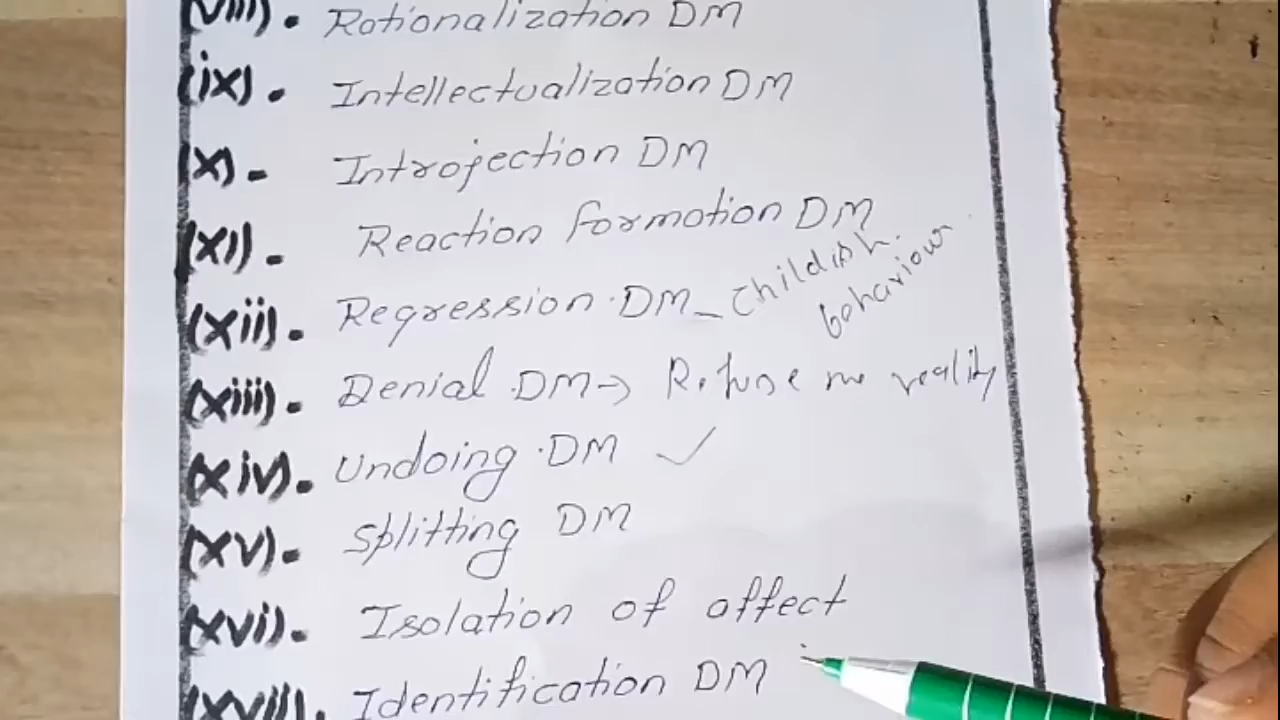 (viii). Rationalization DM
(ix). Intellectualization DM
(x). Introjection DM
(xi). Reaction formation DM
(xii). Regression DM - childish behaviour
(xiii). Denial DM → Refuse reality
(xiv). Undoing DM ✓
(xv). Splitting DM
(xvi). Isolation of affect
(xvii). Identification DM